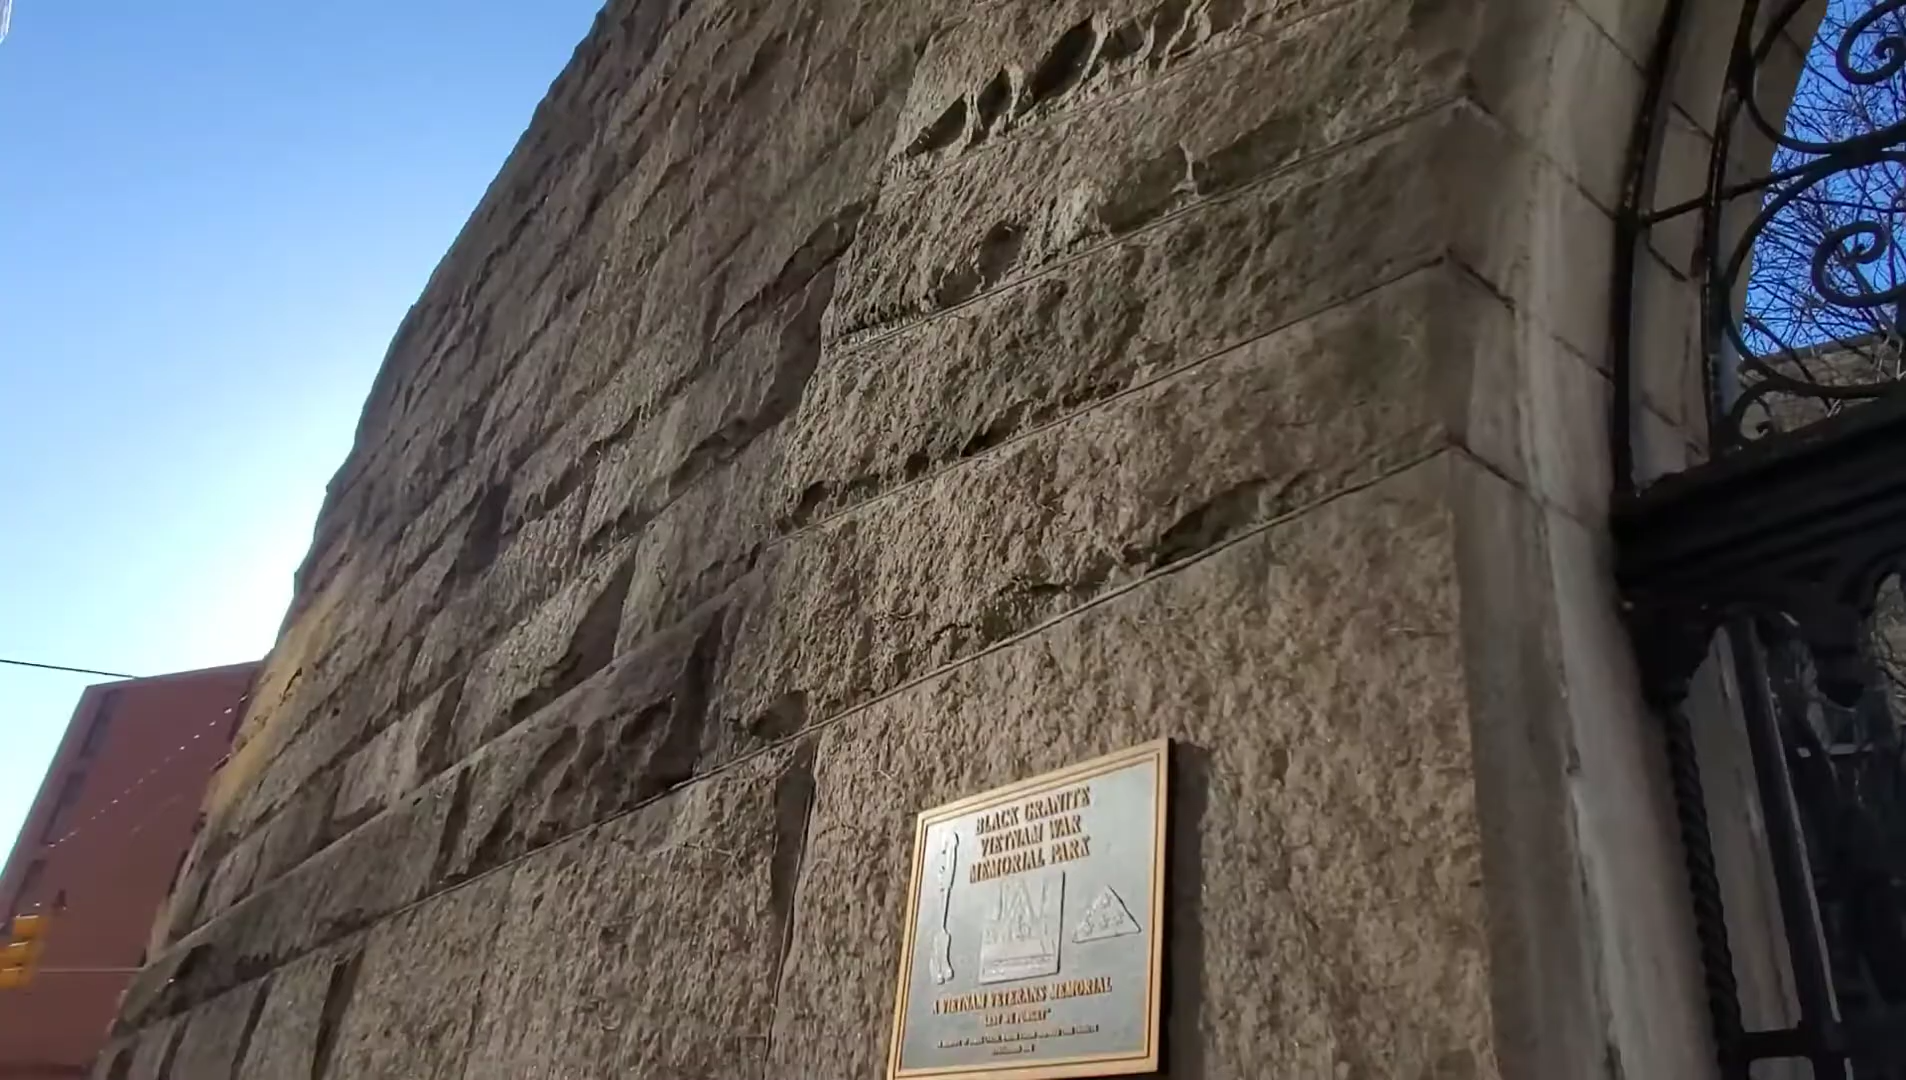 BLACK GRANITE
VIETNAM WAR
MEMORIAL PARK
A VIETNAM VETERANS MEMORIAL
"LEST WE FORGET"